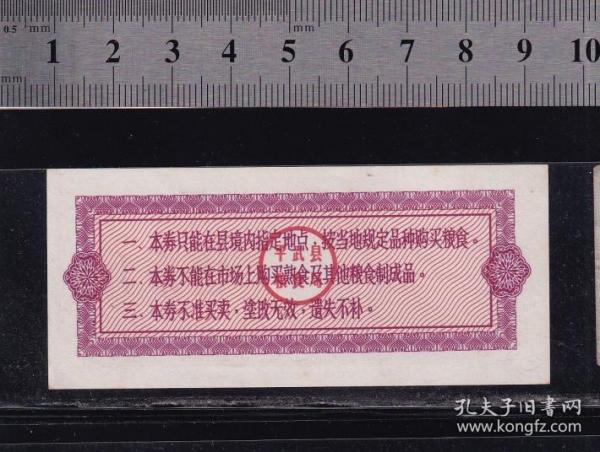 0.5 mm
1 2 3 4 5 6 7 8 9 10
mm
一．本券只能在县境内指定地点，按当地规定品种购买粮食。
二．本券不能在市场上购买熟食及其他粮食制成品。
三．本券不准买卖，塗改无效，遗失不补。
平武县
孔夫子旧书网
www.kongfz.com